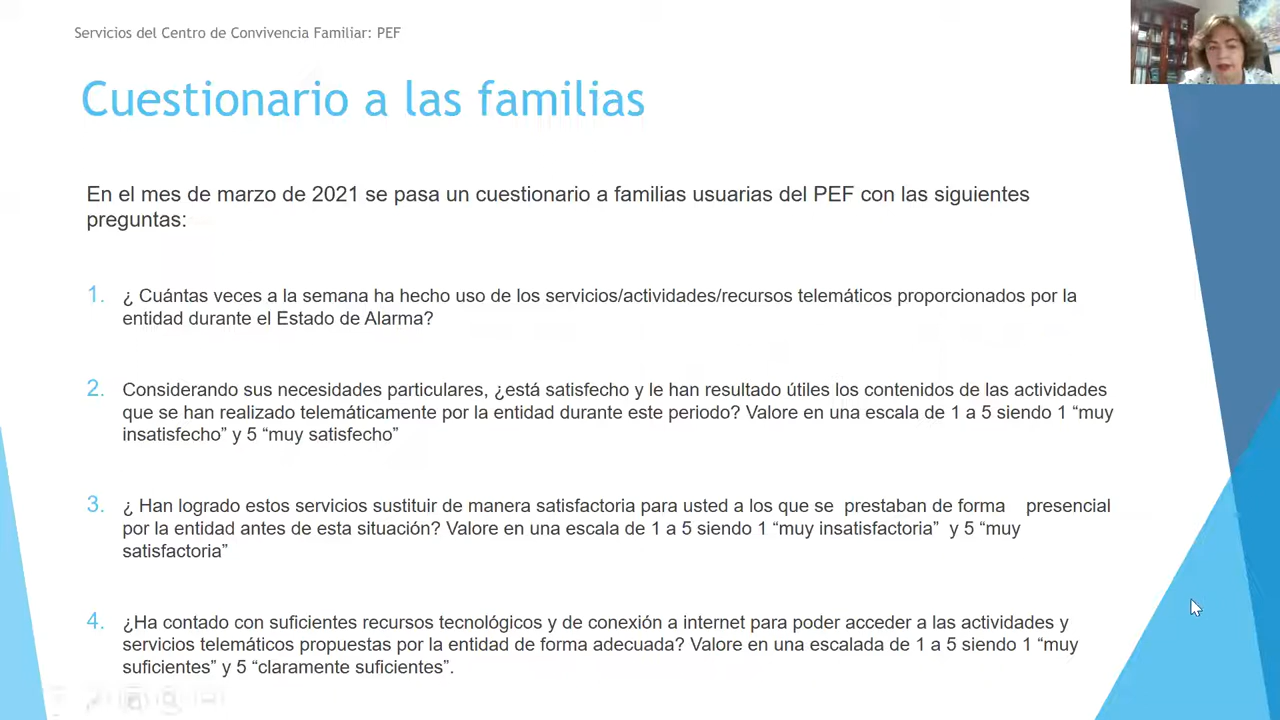 Servicios del Centro de Convivencia Familiar: PEF
Cuestionario a las familias
En el mes de marzo de 2021 se pasa un cuestionario a familias usuarias del PEF con las siguientes
preguntas:
1. ¿ Cuántas veces a la semana ha hecho uso de los servicios/actividades/recursos telemáticos proporcionados por la
entidad durante el Estado de Alarma?
2. Considerando sus necesidades particulares, ¿está satisfecho y le han resultado útiles los contenidos de las actividades
que se han realizado telemáticamente por la entidad durante este periodo? Valore en una escala de 1 a 5 siendo 1 “muy
insatisfecho” y 5 “muy satisfecho”
3. ¿ Han logrado estos servicios sustituir de manera satisfactoria para usted a los que se prestaban de forma presencial
por la entidad antes de esta situación? Valore en una escala de 1 a 5 siendo 1 “muy insatisfactoria” y 5 “muy
satisfactoria”
4. ¿Ha contado con suficientes recursos tecnológicos y de conexión a internet para poder acceder a las actividades y
servicios telemáticos propuestas por la entidad de forma adecuada? Valore en una escalada de 1 a 5 siendo 1 “muy
suficientes” y 5 “claramente suficientes”.